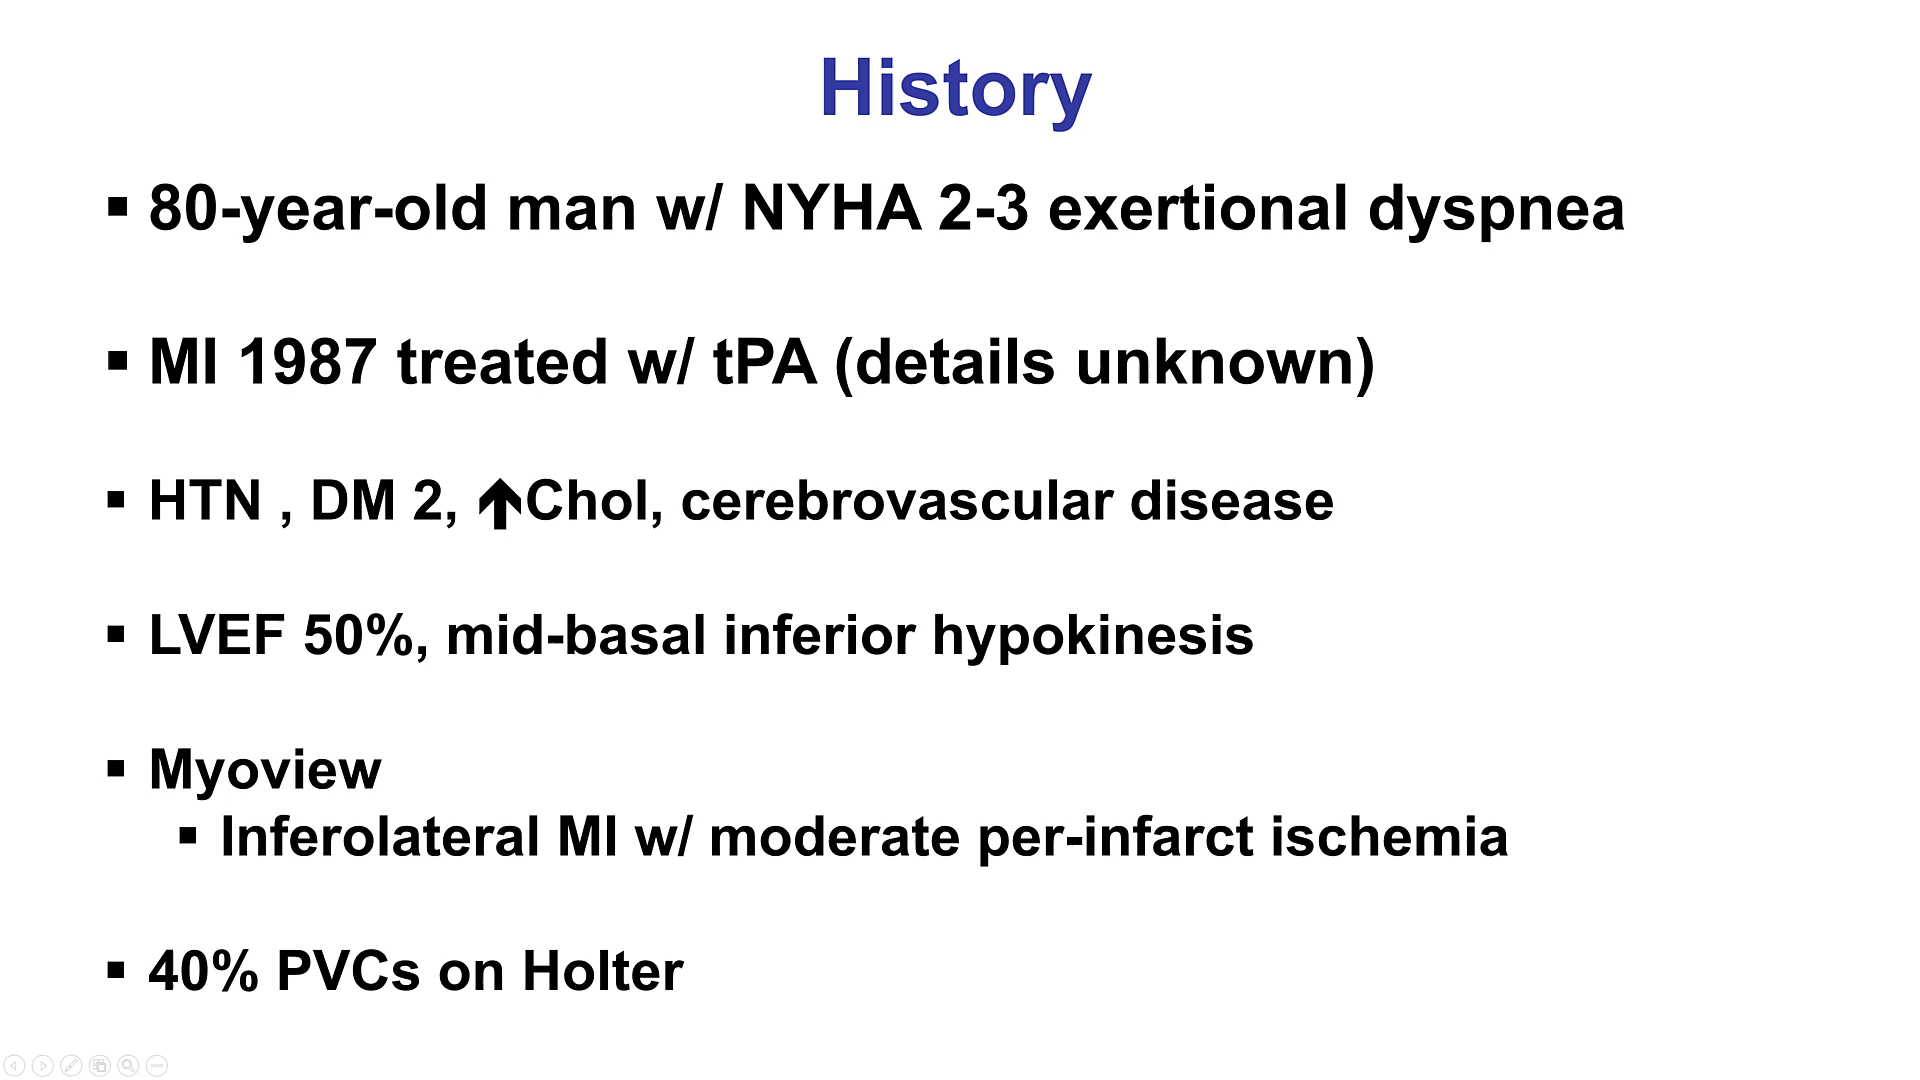 History
▪ 80-year-old man w/ NYHA 2-3 exertional dyspnea
▪ MI 1987 treated w/ tPA (details unknown)
▪ HTN , DM 2, 🡹Chol, cerebrovascular disease
▪ LVEF 50%, mid-basal inferior hypokinesis
▪ Myoview
▪ Inferolateral MI w/ moderate per-infarct ischemia
▪ 40% PVCs on Holter